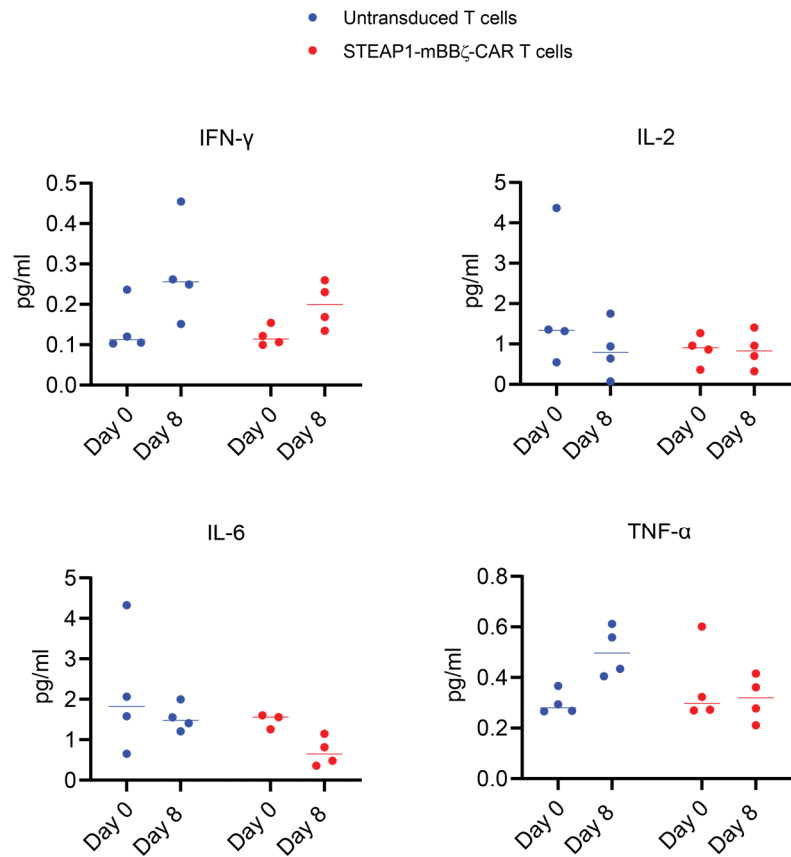 Untransduced T cells
STEAP1-mBBζ-CAR T cells
IFN-γ
pg/ml
0.5
0.4
0.3
0.2
0.1
0.0
Day 0
Day 8
Day 0
Day 8
IL-2
pg/ml
5
4
3
2
1
0
Day 0
Day 8
Day 0
Day 8
IL-6
pg/ml
5
4
3
2
1
0
Day 0
Day 8
Day 0
Day 8
TNF-α
pg/ml
0.8
0.6
0.4
0.2
0.0
Day 0
Day 8
Day 0
Day 8